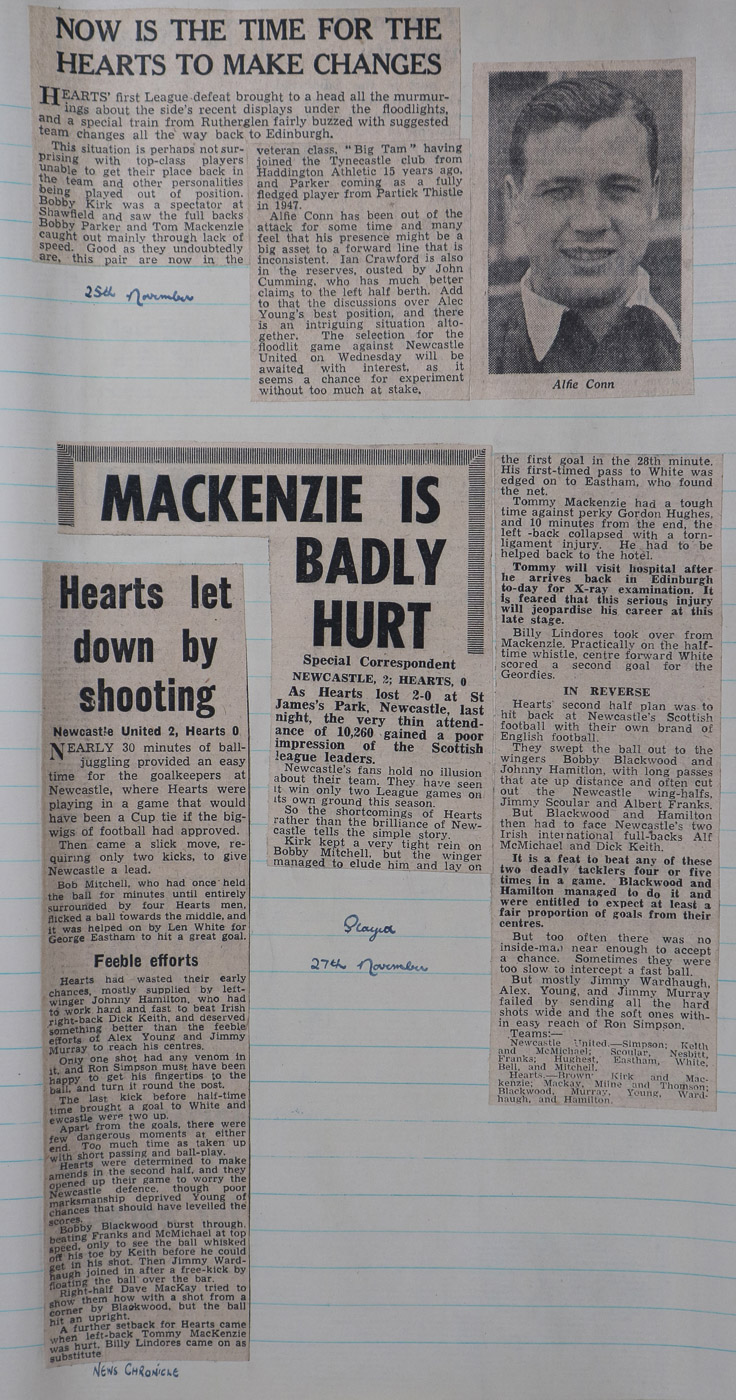 NOW IS THE TIME FOR THE
HEARTS TO MAKE CHANGES
HEARTS' first League defeat brought to a head all the murmur-
ings about the side's recent displays under the floodlights,
and a special train from Rutherglen fairly buzzed with suggested
team changes all the way back to Edinburgh.
This situation is perhaps not sur-
prising with top-class players
unable to get their place back in
the team and other personalities
being played out of position.
Bobby Kirk was a spectator at
Shawfield and saw the full backs
Bobby Parker and Tom Mackenzie
caught out mainly through lack of
speed. Good as they undoubtedly
are, this pair are now in the
veteran class, "Big Tam" having
joined the Tynecastle club from
Haddington Athletic 15 years ago,
and Parker coming as a fully
fledged player from Partick Thistle
in 1947.
Alfie Conn has been out of the
attack for some time and many
feel that his presence might be a
big asset to a forward line that is
inconsistent. Ian Crawford is also
in the reserves, ousted by John
Cumming, who has much better
claims to the left half berth. Add
to that the discussions over Alec
Young's best position, and there
is an intriguing situation alto-
gether. The selection for the
floodlit game against Newcastle
United on Wednesday will be
awaited with interest, as it
seems a chance for experiment
without too much at stake.
25th November
Alfie Conn
Hearts let
down by
shooting
Newcastle United 2, Hearts 0
NEARLY 30 minutes of ball-
juggling provided an easy
time for the goalkeepers at
Newcastle, where Hearts were
playing in a game that would
have been a Cup tie if the big-
wigs of football had approved.
Then came a slick move, re-
quiring only two kicks, to give
Newcastle a lead.
Bob Mitchell, who had once held
the ball for minutes until entirely
surrounded by four Hearts men,
flicked a ball towards the middle, and
it was helped on by Len White for
George Eastham to hit a great goal.
Feeble efforts
Hearts had wasted their early
chances, mostly supplied by left-
winger Johnny Hamilton, who had
to work hard and fast to beat Irish
right-back Dick Keith, and deserved
something better than the feeble
efforts of Alex Young and Jimmy
Murray to reach his centres.
Only one shot had any venom in
it, and Ron Simpson must have been
happy to get his fingertips to the
ball, and turn it round the post.
The last kick before half-time
time brought a goal to White and
ewcastle were two up.
Apart from the goals, there were
few dangerous moments at either
end. Too much time as taken up
with short passing and ball-play.
Hearts were determined to make
amends in the second half, and they
opened up their game to worry the
Newcastle defence, though poor
marksmanship deprived Young of
chances that should have levelled the
scores.
Bobby Blackwood burst through,
beating Franks and McMichael at top
speed, only to see the ball whisked
off his toe by Keith before he could
get in his shot. Then Jimmy Ward-
haugh joined in after a free-kick by
floating the ball over the bar.
Right-half Dave MacKay tried to
show them how with a shot from a
corner by Blackwood, but the ball
hit an upright.
A further setback for Hearts came
when left-back Tommy MacKenzie
was hurt. Billy Lindores came on as
substitute
NEWS CHRONICLE
MACKENZIE IS
BADLY
HURT
Special Correspondent
NEWCASTLE, 2; HEARTS, 0
As Hearts lost 2-0 at St
James's Park, Newcastle, last
night, the very thin attend-
ance of 10,260 gained a poor
impression of the Scottish
league leaders.
Newcastle's fans hold no illusion
about their team. They have seen
it win only two League games on
its own ground this season.
So the shortcomings of Hearts
rather than the brilliance of New-
castle tells the simple story.
Kirk kept a very tight rein on
Bobby Mitchell, but the winger
managed to elude him and lay on
Played
27th November
the first goal in the 28th minute.
His first-timed pass to White was
edged on to Eastham, who found
the net.
Tommy Mackenzie had a tough
time against perky Gordon Hughes,
and 10 minutes from the end, the
left -back collapsed with a torn-
ligament injury. He had to be
helped back to the hotel.
Tommy will visit hospital after
he arrives back in Edinburgh
to-day for X-ray examination. It
is feared that this serious injury
will jeopardise his career at this
late stage.
Billy Lindores took over from
Mackenzie. Practically on the half-
time whistle, centre forward White
scored a second goal for the
Geordies.
IN REVERSE
Hearts' second half plan was to
hit back at Newcastle's Scottish
football with their own brand of
English football.
They swept the ball out to the
wingers Bobby Blackwood and
Johnny Hamilton, with long passes
that ate up distance and often cut
out the Newcastle wing-halfs,
Jimmy Scoular and Albert Franks.
But Blackwood and Hamilton
then had to face Newcastle's two
Irish international full-backs Alf
McMichael and Dick Keith.
It is a feat to beat any of these
two deadly tacklers four or five
times in a game. Blackwood and
Hamilton managed to do it and
were entitled to expect at least a
fair proportion of goals from their
centres.
But too often there was no
inside-man near enough to accept
a chance. Sometimes they were
too slow to intercept a fast ball.
But mostly Jimmy Wardhaugh,
Alex. Young, and Jimmy Murray
failed by sending all the hard
shots wide and the soft ones with-
in easy reach of Ron Simpson.
Teams:—
Newcastle United.—Simpson; Keith
and McMichael; Scoular, Nesbitt,
Franks; Hughest, Eastham, White,
Bell, and Mitchell.
Hearts.—Brown; Kirk and Mac-
kenzie; Mackay, Milne and Thomson;
Blackwood, Murray, Young, Ward-
haugh, and Hamilton.